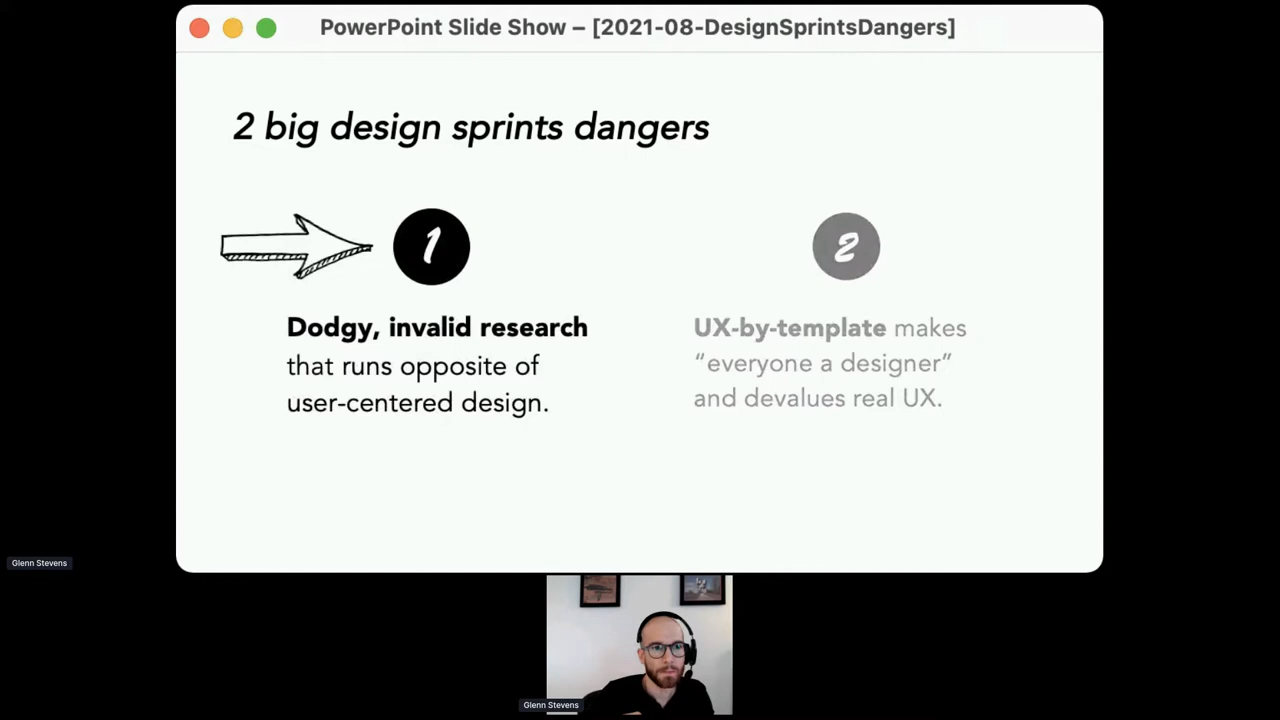 PowerPoint Slide Show – [2021-08-DesignSprintsDangers]
2 big design sprints dangers
1
Dodgy, invalid research
that runs opposite of
user-centered design.
2
UX-by-template makes
“everyone a designer”
and devalues real UX.
Glenn Stevens
Glenn Stevens